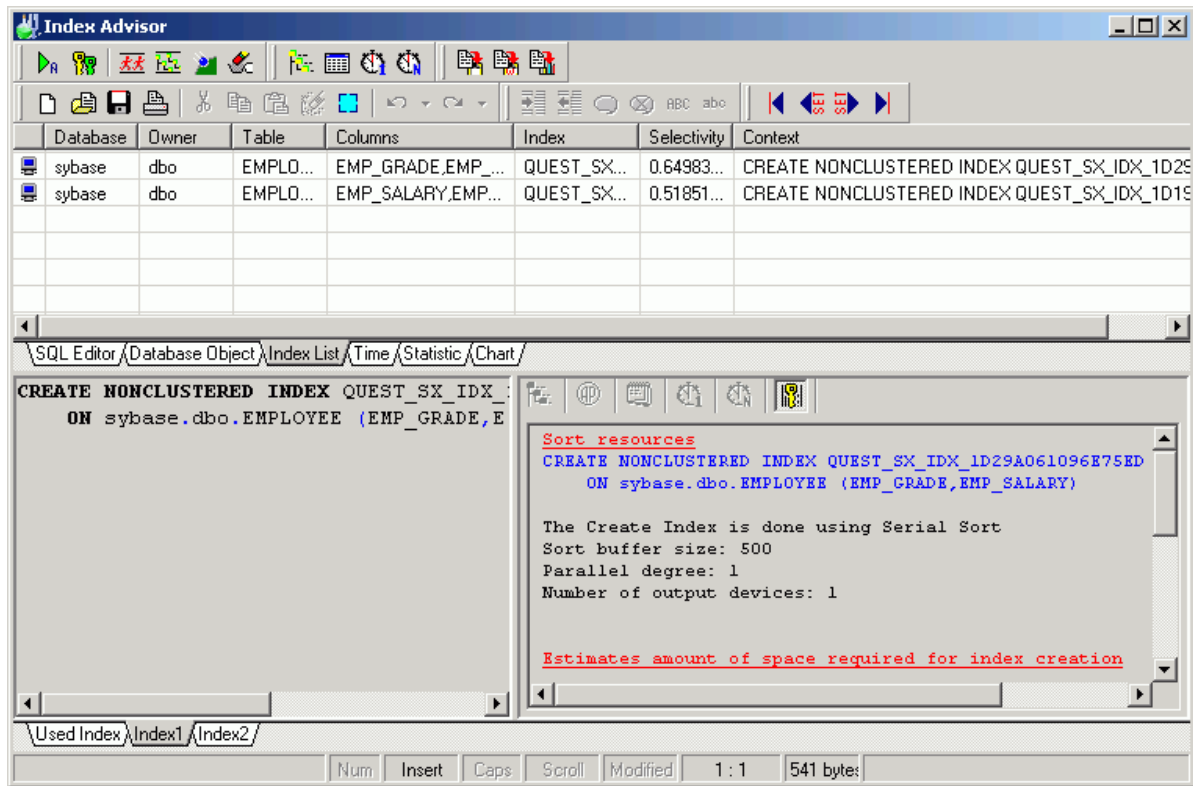 Index Advisor
ABC abc
SET SET
Database Owner Table Columns Index Selectivity Context
sybase dbo EMPLO... EMP_GRADE,EMP_... QUEST_SX... 0.64983... CREATE NONCLUSTERED INDEX QUEST_SX_IDX_1D29
sybase dbo EMPLO... EMP_SALARY,EMP... QUEST_SX... 0.51851... CREATE NONCLUSTERED INDEX QUEST_SX_IDX_1D19
SQL Editor Database Object Index List Time Statistic Chart
CREATE NONCLUSTERED INDEX QUEST_SX_IDX_
ON sybase.dbo.EMPLOYEE (EMP_GRADE,E
Sort resources
CREATE NONCLUSTERED INDEX QUEST_SX_IDX_1D29A061096E75ED
ON sybase.dbo.EMPLOYEE (EMP_GRADE,EMP_SALARY)
The Create Index is done using Serial Sort
Sort buffer size: 500
Parallel degree: 1
Number of output devices: 1
Estimates amount of space required for index creation
Used Index Index1 Index2
Num Insert Caps Scroll Modified 1 : 1 541 bytes